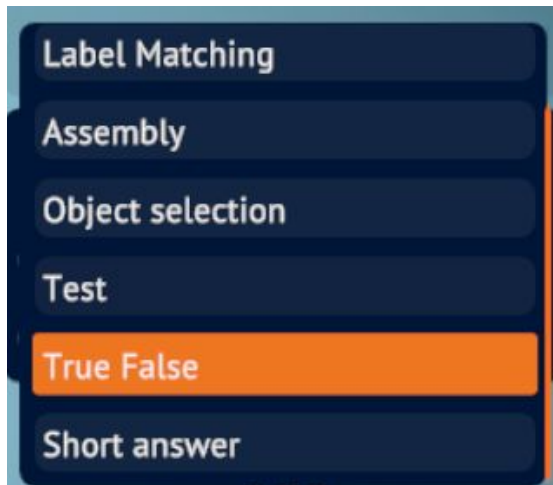 Label Matching
Assembly
Object selection
Test
True False
Short answer